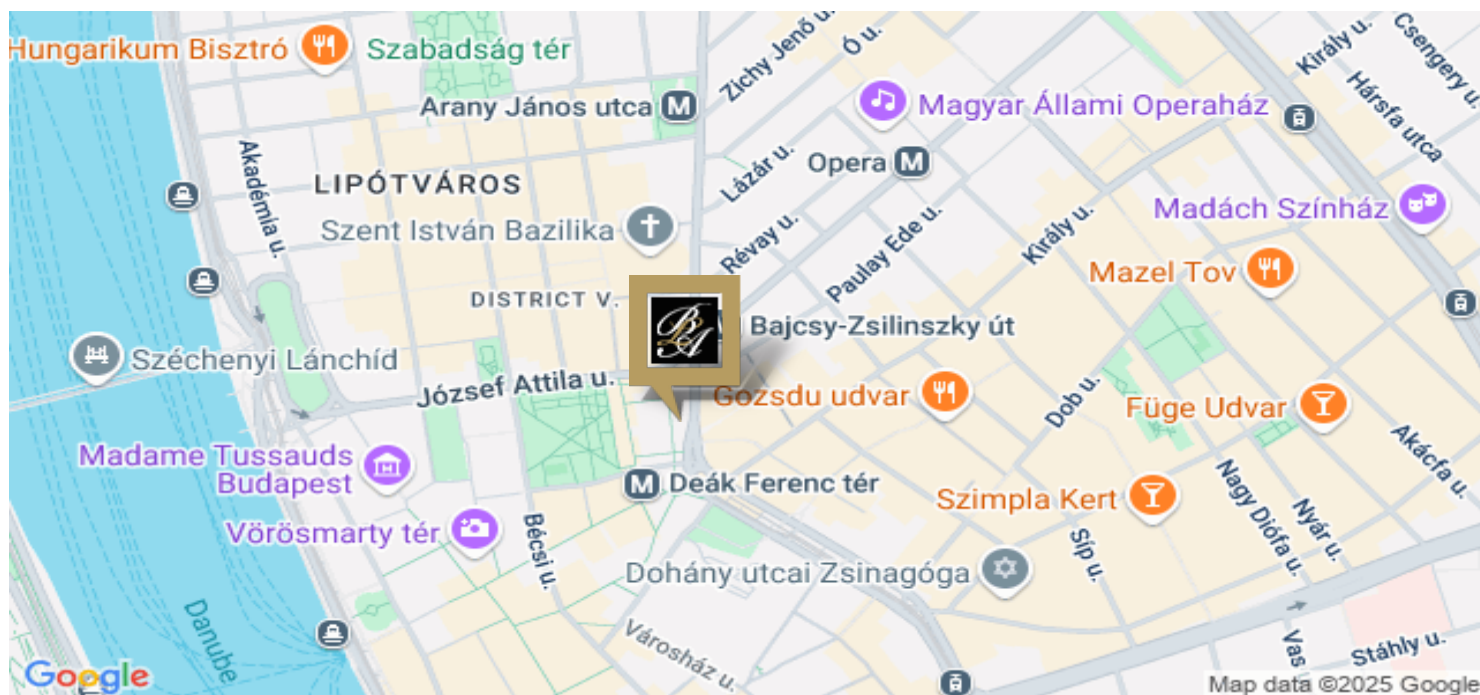 Hungarikum Bisztró
Szabadság tér
Zichy Jenő u.
Ó u.
Király u.
Csengery u.
Hársfa utca
Arany János utca
M
Magyar Állami Operaház
Akadémia u.
LIPÓTVÁROS
Lázár u.
Opera
M
Szent István Bazilika
Révay u.
Paulay Ede u.
Király u.
Madách Színház
Mazel Tov
DISTRICT V.
Bajcsy-Zsilinszky út
Széchenyi Lánchíd
József Attila u.
Gozsdu udvar
Dob u.
Füge Udvar
Akácfa u.
Madame Tussauds
Budapest
M
Deák Ferenc tér
Szimpla Kert
Nagy Diófa u.
Nyár u.
Vörösmarty tér
Bécsi u.
Síp u.
Dohány utcai Zsinagóga
Danube
Városház u.
Vas
Stáhly u.
Google
Map data ©2025 Google